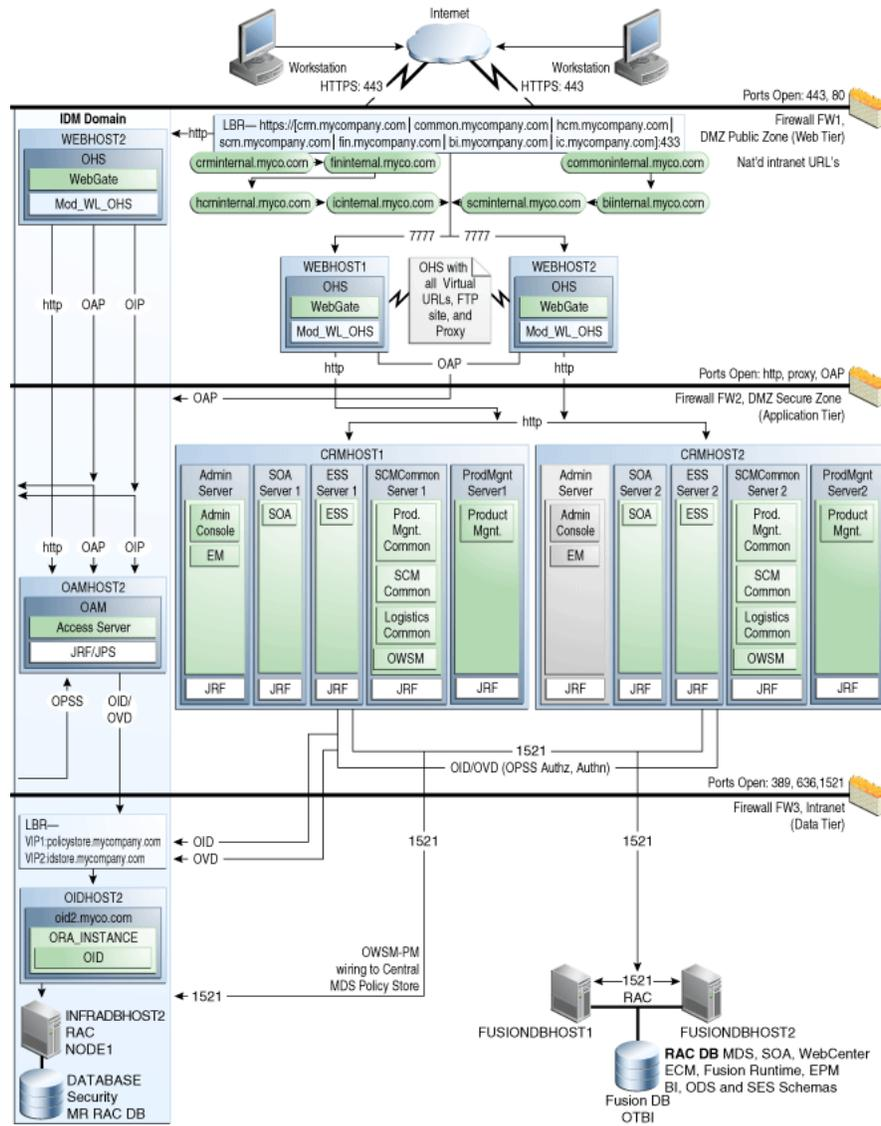 Internet
Workstation
Workstation
HTTPS: 443
HTTPS: 443
Ports Open: 443, 80
Firewall FW1,
DMZ Public Zone (Web Tier)
Nat'd intranet URL's
IDM Domain
WEBHOST2
OHS
WebGate
Mod_WL_OHS
http
LBR— https://[crm.mycompany.com | common.mycompany.com | hcm.mycompany.com |
scm.mycompany.com | fin.mycompany.com | bi.mycompany.com | ic.mycompany.com]:433
crminternal.myco.com
fininternal.myco.com
commoninternal.myco.com
hcminternal.myco.com
icinternal.myco.com
scminternal.myco.com
biinternal.myco.com
7777
7777
WEBHOST1
OHS
WebGate
Mod_WL_OHS
OHS with
all Virtual
URLs, FTP
site, and
Proxy
WEBHOST2
OHS
WebGate
Mod_WL_OHS
http
OAP
OIP
http
OAP
http
Ports Open: http, proxy, OAP
Firewall FW2, DMZ Secure Zone
(Application Tier)
OAP
http
CRMHOST1
Admin
Server
Admin
Console
EM
JRF
SOA
Server 1
SOA
JRF
ESS
Server 1
ESS
JRF
SCMCommon
Server 1
Prod.
Mgnt.
Common
SCM
Common
Logistics
Common
OWSM
JRF
ProdMgnt
Server1
Product
Mgnt.
JRF
CRMHOST2
Admin
Server
Admin
Console
EM
JRF
SOA
Server 2
SOA
JRF
ESS
Server 2
ESS
JRF
SCMCommon
Server 2
Prod.
Mgnt.
Common
SCM
Common
Logistics
Common
OWSM
JRF
ProdMgnt
Server2
Product
Mgnt.
JRF
http
OAP
OIP
OAMHOST2
OAM
Access Server
JRF/JPS
OPSS
OID/
OVD
1521
OID/OVD (OPSS Authz, Authn)
Ports Open: 389, 636,1521
Firewall FW3, Intranet
(Data Tier)
LBR—
VIP1:policystore.mycompany.com
VIP2:idstore.mycompany.com
OID
OVD
1521
1521
OIDHOST2
oid2.myco.com
ORA_INSTANCE
OID
OWSM-PM
wiring to Central
MDS Policy Store
1521
INFRADBHOST2
RAC
NODE1
DATABASE
Security
MR RAC DB
1521
RAC
FUSIONDBHOST1
FUSIONDBHOST2
RAC DB MDS, SOA, WebCenter
ECM, Fusion Runtime, EPM
BI, ODS and SES Schemas
Fusion DB
OTBI